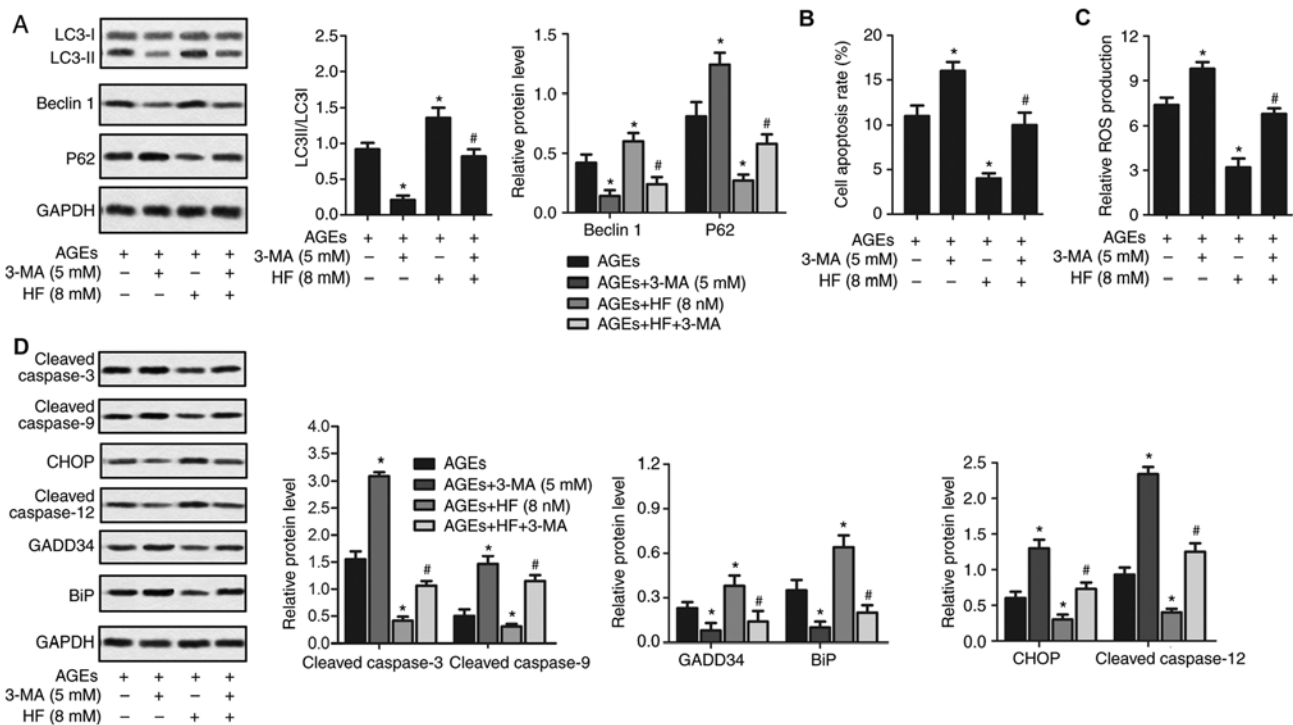 A
LC3-I
LC3-II
Beclin 1
P62
GAPDH
AGEs + + + +
3-MA (5 mM) – + – +
HF (8 mM) – – + +
LC3II/LC3I
2.5
2.0
1.5
1.0
0.5
0.0
* * #
AGEs + + + +
3-MA (5 mM) – + – +
HF (8 mM) – – + +
Relative protein level
1.5
1.0
0.5
0.0
* * # * * #
Beclin 1 P62
AGEs
AGEs+3-MA (5 mM)
AGEs+HF (8 nM)
AGEs+HF+3-MA
B
Cell apoptosis rate (%)
20
15
10
5
0
* * #
AGEs + + + +
3-MA (5 mM) – + – +
HF (8 mM) – – + +
C
Relative ROS production
12
9
6
3
0
* * #
AGEs + + + +
3-MA (5 mM) – + – +
HF (8 mM) – – + +
D
Cleaved
caspase-3
Cleaved
caspase-9
CHOP
Cleaved
caspase-12
GADD34
BiP
GAPDH
AGEs + + + +
3-MA (5 mM) – + – +
HF (8 mM) – – + +
Relative protein level
4.0
3.5
3.0
2.5
2.0
1.5
1.0
0.5
0.0
* * # * * #
Cleaved caspase-3 Cleaved caspase-9
AGEs
AGEs+3-MA (5 mM)
AGEs+HF (8 nM)
AGEs+HF+3-MA
Relative protein level
1.2
0.9
0.6
0.3
0.0
* * # * * #
GADD34 BiP
Relative protein level
2.5
2.0
1.5
1.0
0.5
0.0
* * # * * #
CHOP Cleaved caspase-12